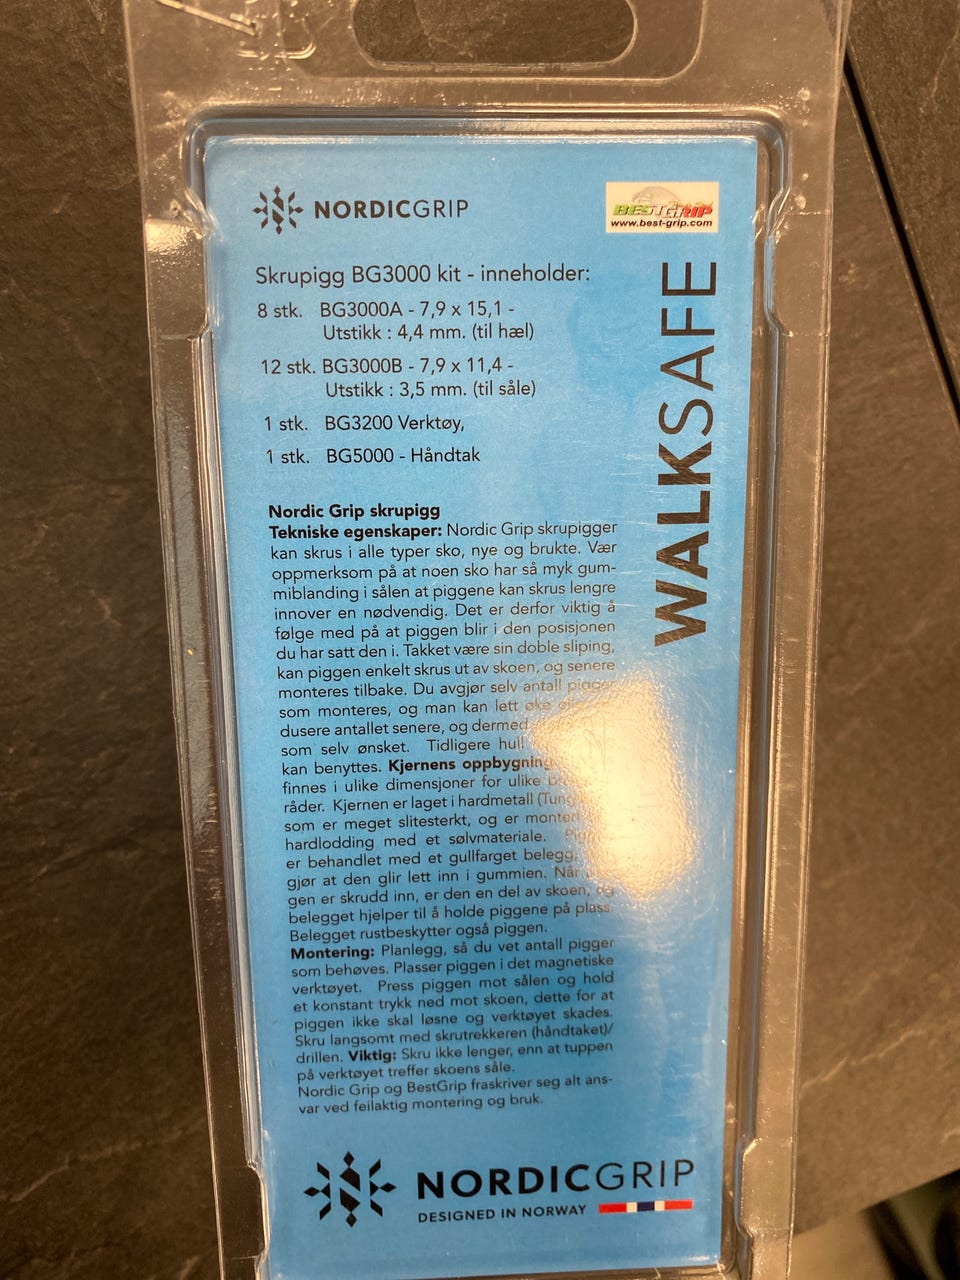 NORDICGRIP
BESTGRIP
www.best-grip.com
WALKSAFE
Skrupigg BG3000 kit - inneholder:
8 stk. BG3000A - 7,9 x 15,1 -
Utstikk : 4,4 mm. (til hæl)
12 stk. BG3000B - 7,9 x 11,4 -
Utstikk : 3,5 mm. (til såle)
1 stk. BG3200 Verktøy,
1 stk. BG5000 - Håndtak
Nordic Grip skrupigg
Tekniske egenskaper: Nordic Grip skrupigger
kan skrus i alle typer sko, nye og brukte. Vær
oppmerksom på at noen sko har så myk gum-
miblanding i sålen at piggene kan skrus lengre
innover en nødvendig. Det er derfor viktig å
følge med på at piggen blir i den posisjonen
du har satt den i. Takket være sin doble sliping,
kan piggen enkelt skrus ut av skoen, og senere
monteres tilbake. Du avgjør selv antall pigger
som monteres, og man kan lett øke
dusere antallet senere, og dermed
som selv ønsket. Tidligere hull
kan benyttes. Kjernens oppbygning
finnes i ulike dimensjoner for ulike
råder. Kjernen er laget i hardmetall
som er meget slitesterkt, og er montert
hardlodding med et sølvmateriale.
er behandlet med et gullfarget belegg,
gjør at den glir lett inn i gummien. Når
gen er skrudd inn, er den en del av skoen, og
belegget hjelper til å holde piggene på plass.
Belegget rustbeskytter også piggen.
Montering: Planlegg, så du vet antall pigger
som behøves. Plasser piggen i det magnetiske
verktøyet. Press piggen mot sålen og hold
et konstant trykk ned mot skoen, dette for at
piggen ikke skal løsne og verktøyet skades.
Skru langsomt med skrutrekkeren (håndtaket)/
drillen. Viktig: Skru ikke lenger, enn at tuppen
på verktøyet treffer skoens såle.
Nordic Grip og BestGrip fraskriver seg alt ans-
var ved feilaktig montering og bruk.
NORDICGRIP
DESIGNED IN NORWAY